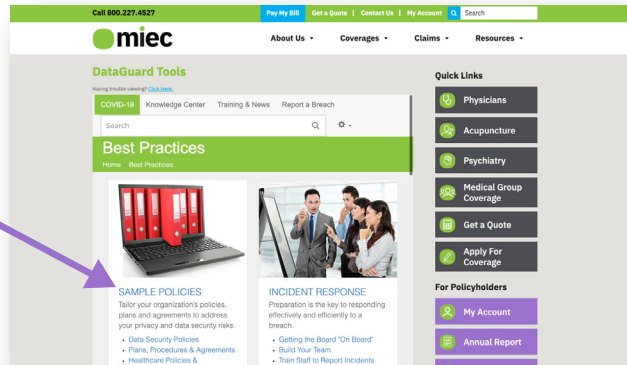 Call 800.227.4527
Pay My Bill Get a Quote | Contact Us | My Account Search
miec
About Us Coverages Claims Resources
DataGuard Tools
Having trouble viewing? Click Here.
COVID-19 Knowledge Center Training & News Report a Breach
Search
Best Practices
Home Best Practices
SAMPLE POLICIES
Tailor your organization's policies,
plans and agreements to address
your privacy and data security risks.
• Data Security Policies
• Plans, Procedures & Agreements
• Healthcare Policies &
INCIDENT RESPONSE
Preparation is the key to responding
effectively and efficiently to a
breach.
• Getting the Board "On Board"
• Build Your Team
• Train Staff to Report Incidents
Quick Links
Physicians
Acupuncture
Psychiatry
Medical Group
Coverage
Get a Quote
Apply For
Coverage
For Policyholders
My Account
Annual Report